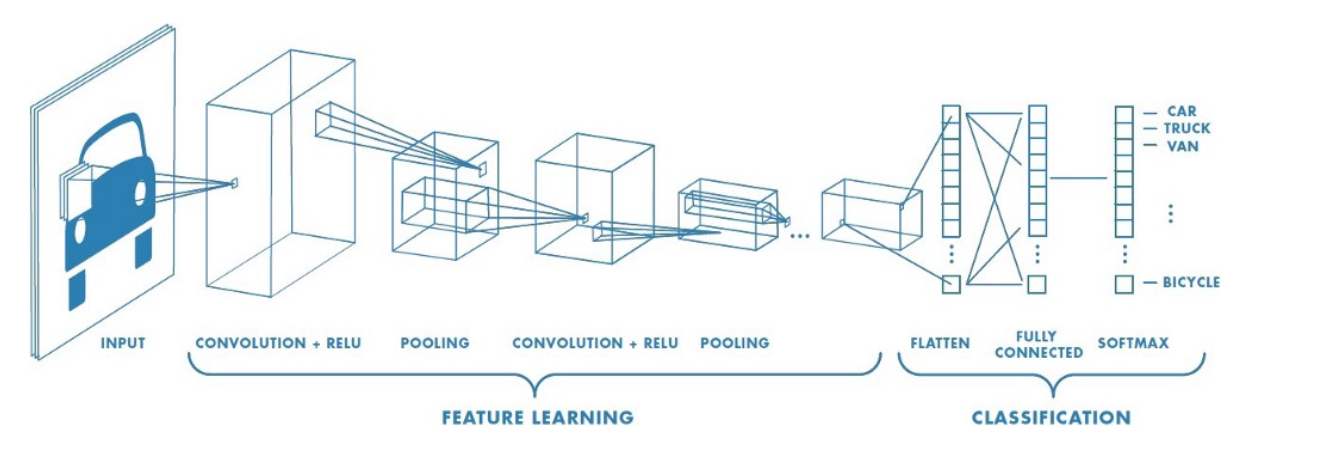 CAR
TRUCK
VAN
BICYCLE
INPUT
CONVOLUTION + RELU
POOLING
CONVOLUTION + RELU
POOLING
FLATTEN
FULLY
CONNECTED
SOFTMAX
FEATURE LEARNING
CLASSIFICATION